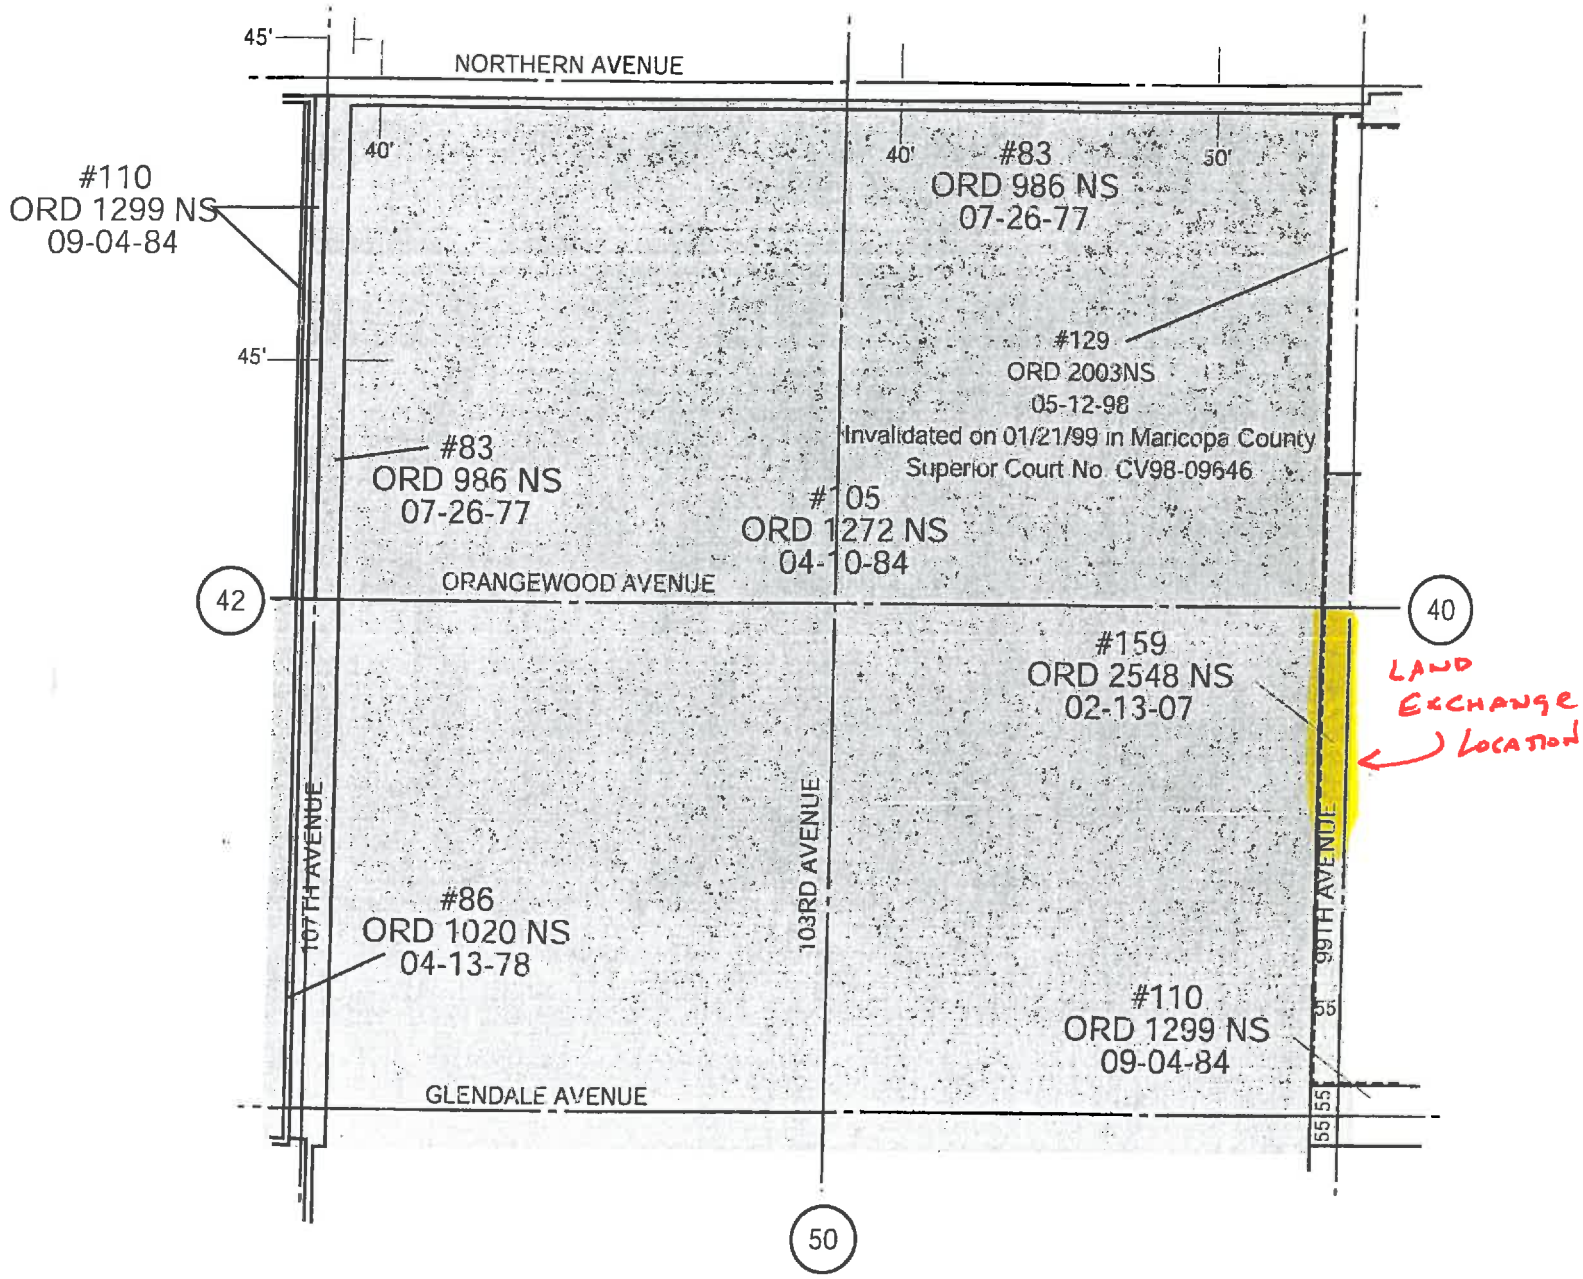 45'
NORTHERN AVENUE
40'
40'
50'
#110
ORD 1299 NS
09-04-84
#83
ORD 986 NS
07-26-77
#129
ORD 2003NS
05-12-98
Invalidated on 01/21/99 in Maricopa County
Superior Court No. CV98-09646
45'
#83
ORD 986 NS
07-26-77
#105
ORD 1272 NS
04-10-84
ORANGEWOOD AVENUE
42
40
#159
ORD 2548 NS
02-13-07
LAND
EXCHANGE
LOCATION
107TH AVENUE
103RD AVENUE
99TH AVENUE
#86
ORD 1020 NS
04-13-78
55
#110
ORD 1299 NS
09-04-84
GLENDALE AVENUE
55
55
50